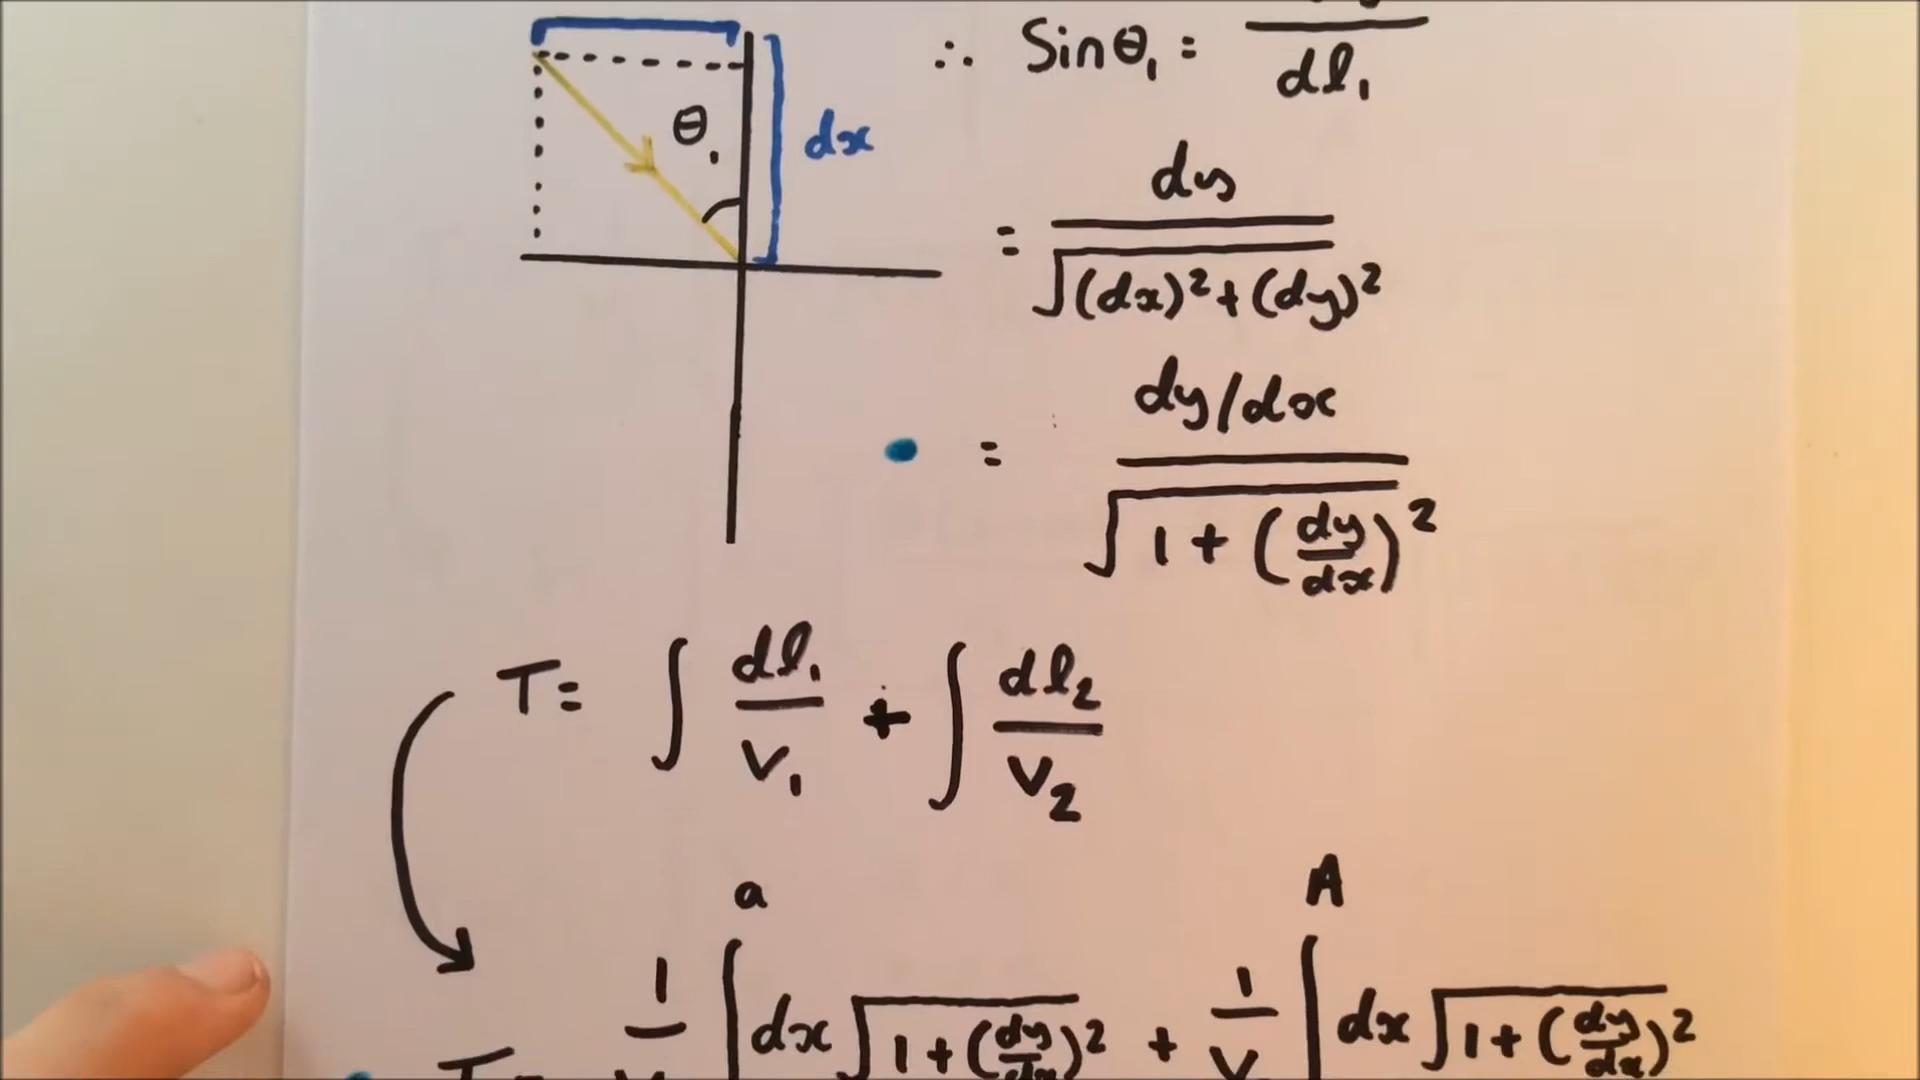 ∴ Sinθ₁ = /dl₁
θ₁
dx
= dy/√(dx)²+(dy)²
= dy/dx/√1+(dy/dx)²
T = ∫ dl₁/V₁ + ∫ dl₂/V₂
a A
T = 1/V ∫ dx √1+(dy/dx)² + 1/V ∫ dx √1+(dy/dx)²